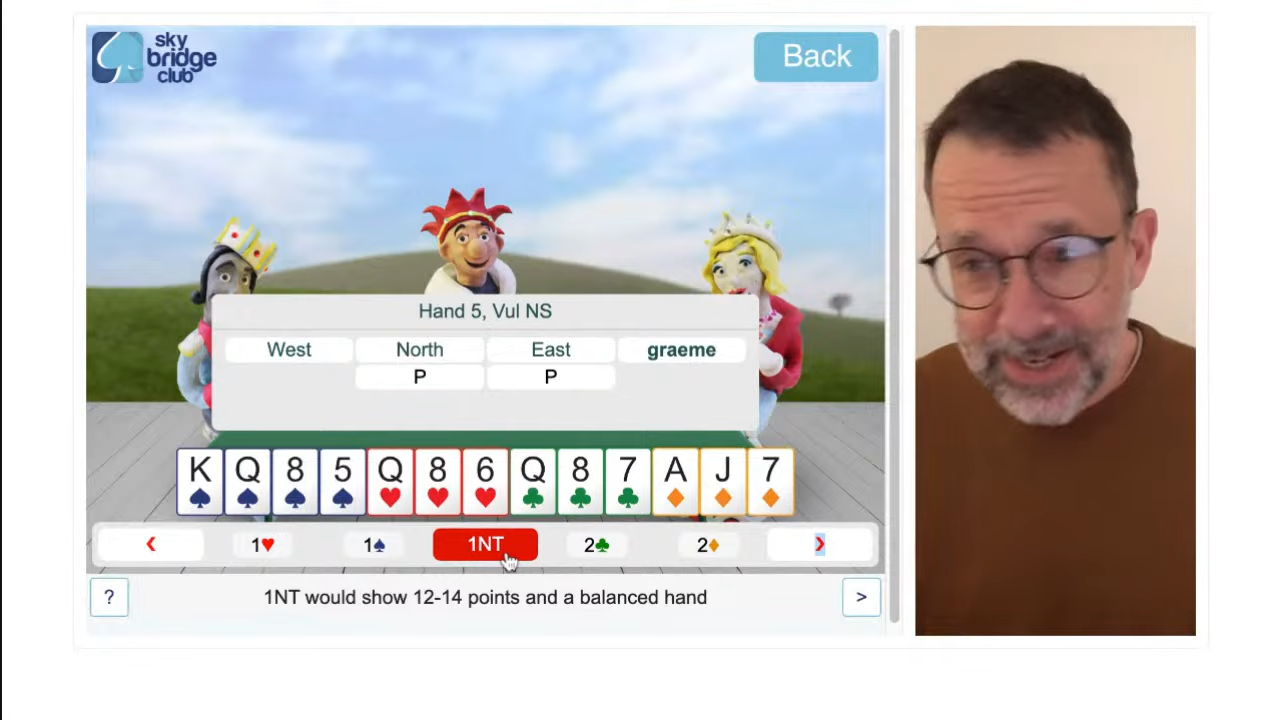 sky
bridge
club
Back
Hand 5, Vul NS
West North East graeme
P P
K Q 8 5 Q 8 6 Q 8 7 A J 7
♠ ♠ ♠ ♠ ♥ ♥ ♥ ♣ ♣ ♣ ♦ ♦ ♦
‹ 1♥ 1♠ 1NT 2♣ 2♦ ›
? 1NT would show 12-14 points and a balanced hand >